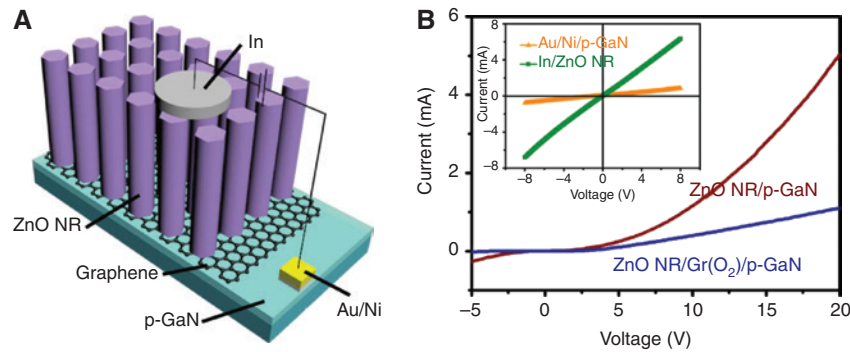 A
In
ZnO NR
Graphene
p-GaN
Au/Ni
B
6
4
2
0
Current (mA)
−5
0
5
10
15
20
Voltage (V)
ZnO NR/p-GaN
ZnO NR/Gr(O₂)/p-GaN
8
4
0
−4
−8
Current (mA)
−8
−4
0
4
8
Voltage (V)
Au/Ni/p-GaN
In/ZnO NR